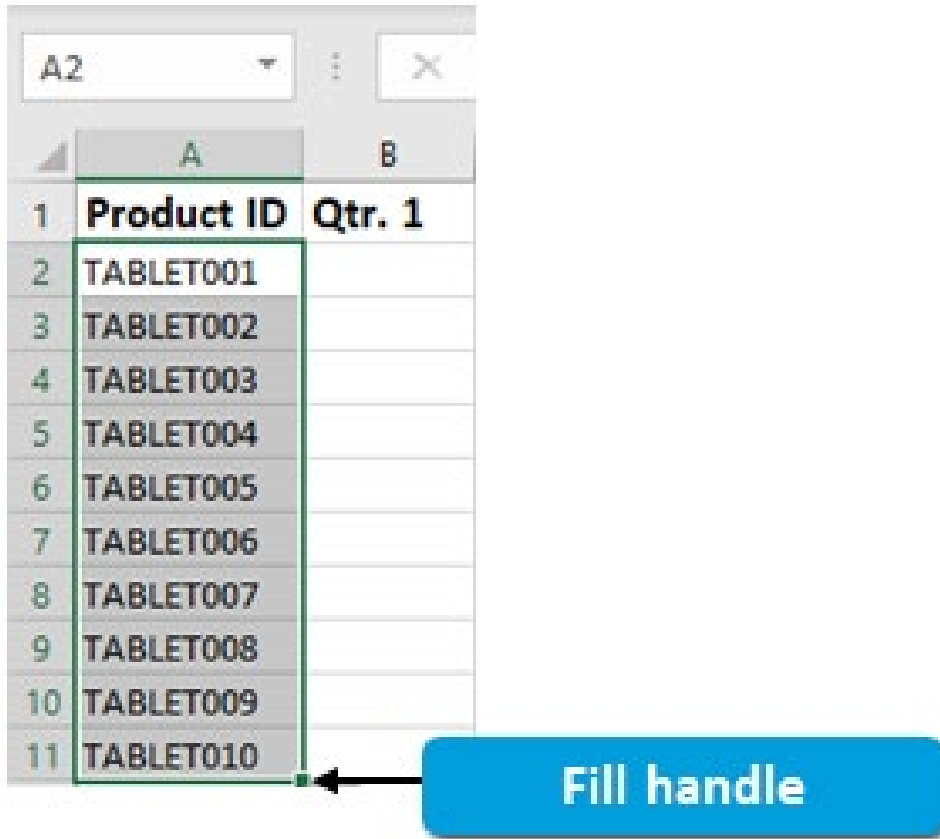 A2
A B
1 Product ID Qtr. 1
2 TABLET001
3 TABLET002
4 TABLET003
5 TABLET004
6 TABLET005
7 TABLET006
8 TABLET007
9 TABLET008
10 TABLET009
11 TABLET010
Fill handle